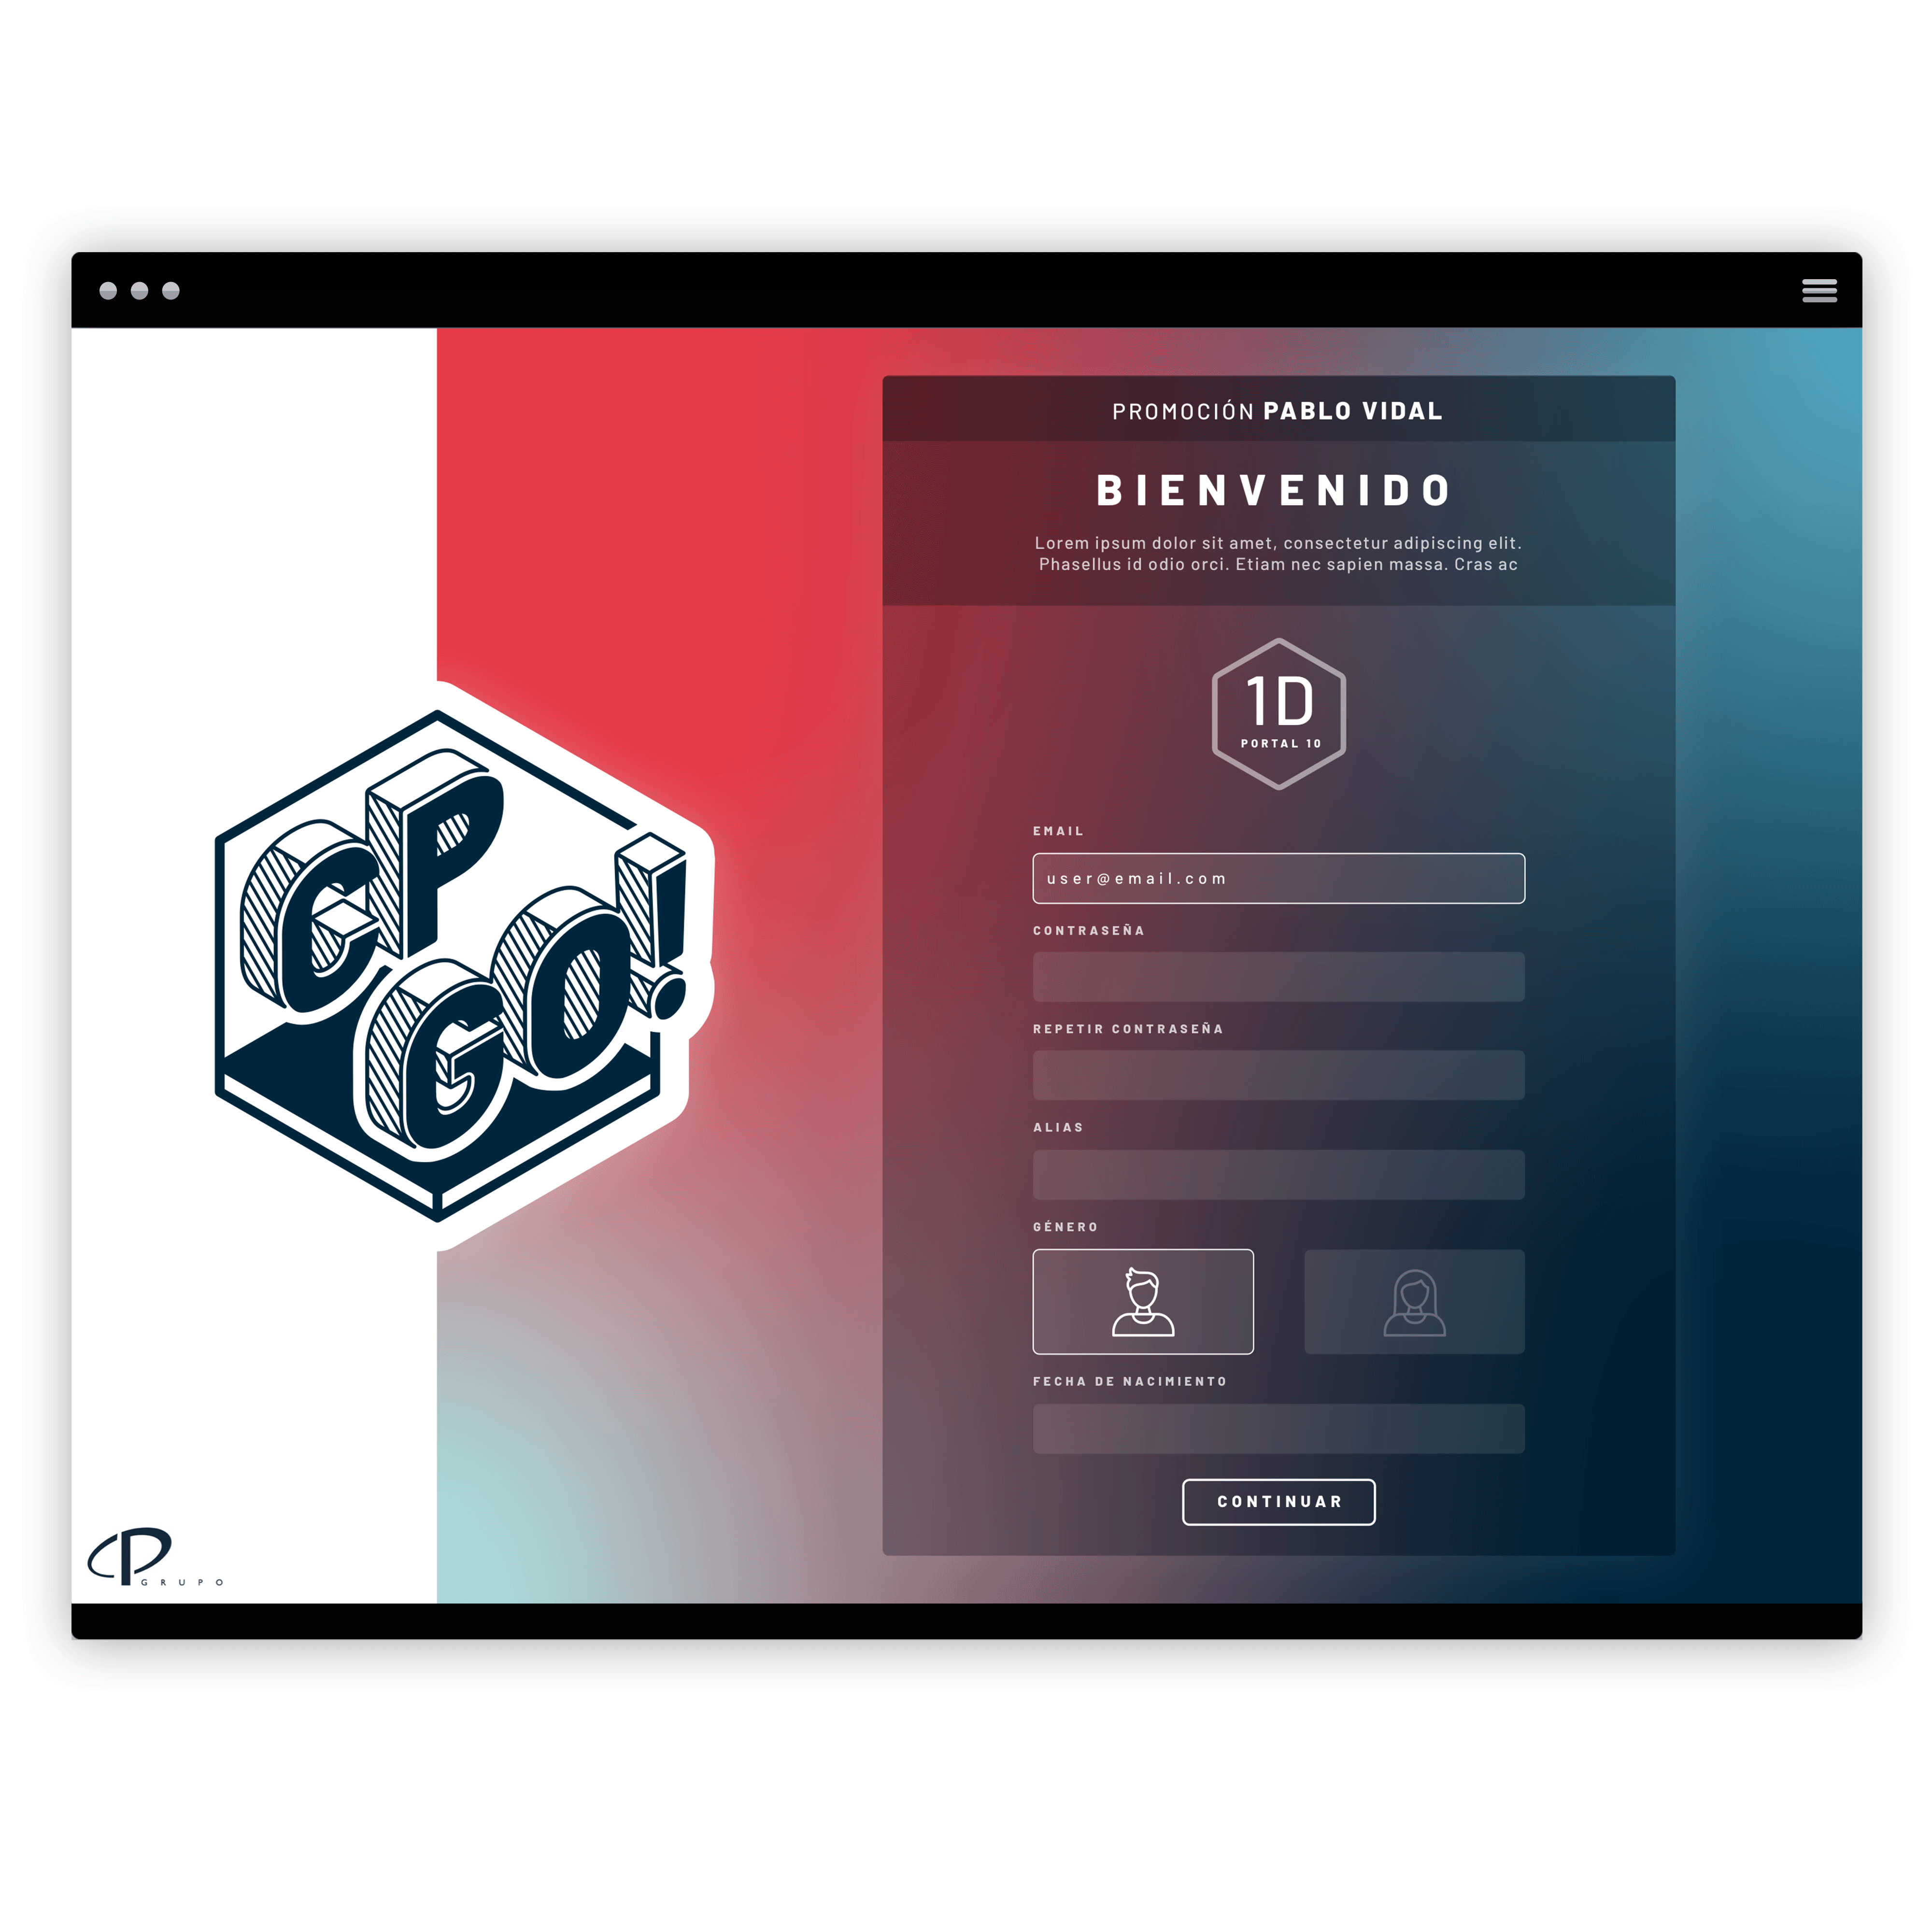 CP
GO!
GRUPO
PROMOCIÓN PABLO VIDAL
BIENVENIDO
Lorem ipsum dolor sit amet, consectetur adipiscing elit.
Phasellus id odio orci. Etiam nec sapien massa. Cras ac
1D
PORTAL 10
EMAIL
user@email.com
CONTRASEÑA
REPETIR CONTRASEÑA
ALIAS
GÉNERO
FECHA DE NACIMIENTO
CONTINUAR